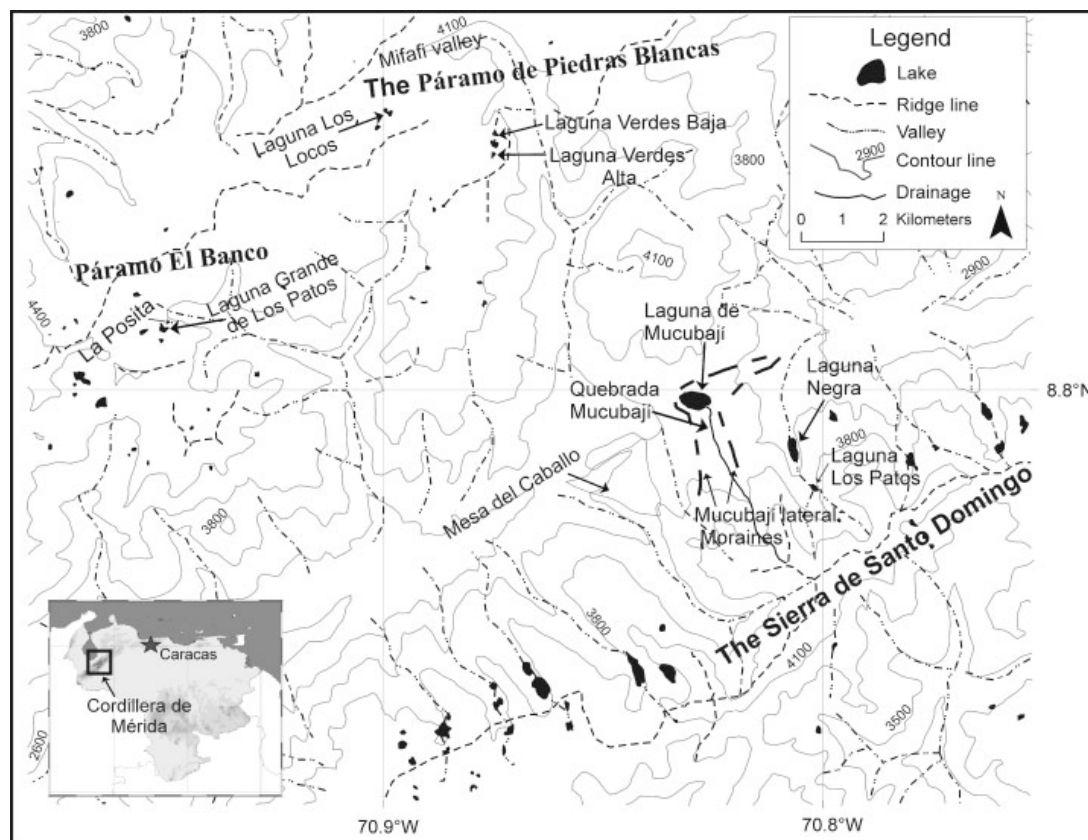 3800
4100
Mifafi valley
The Páramo de Piedras Blancas
Laguna Los
Locos
Laguna Verdes Baja
Laguna Verdes
Alta
3800
Legend
Lake
Ridge line
Valley
2900
Contour line
Drainage
0 1 2 Kilometers
N
Páramo El Banco
4100
2900
4400
La Posita
Laguna Grande
de Los Patos
Laguna de
Mucubají
Laguna
Negra
8.8°N
Quebrada
Mucubají
3800
Laguna
Los Patos
Mesa del Caballo
Mucubají lateral
Moraines
3800
The Sierra de Santo Domingo
3800
4100
3500
2600
Caracas
Cordillera de
Mérida
70.9°W
70.8°W